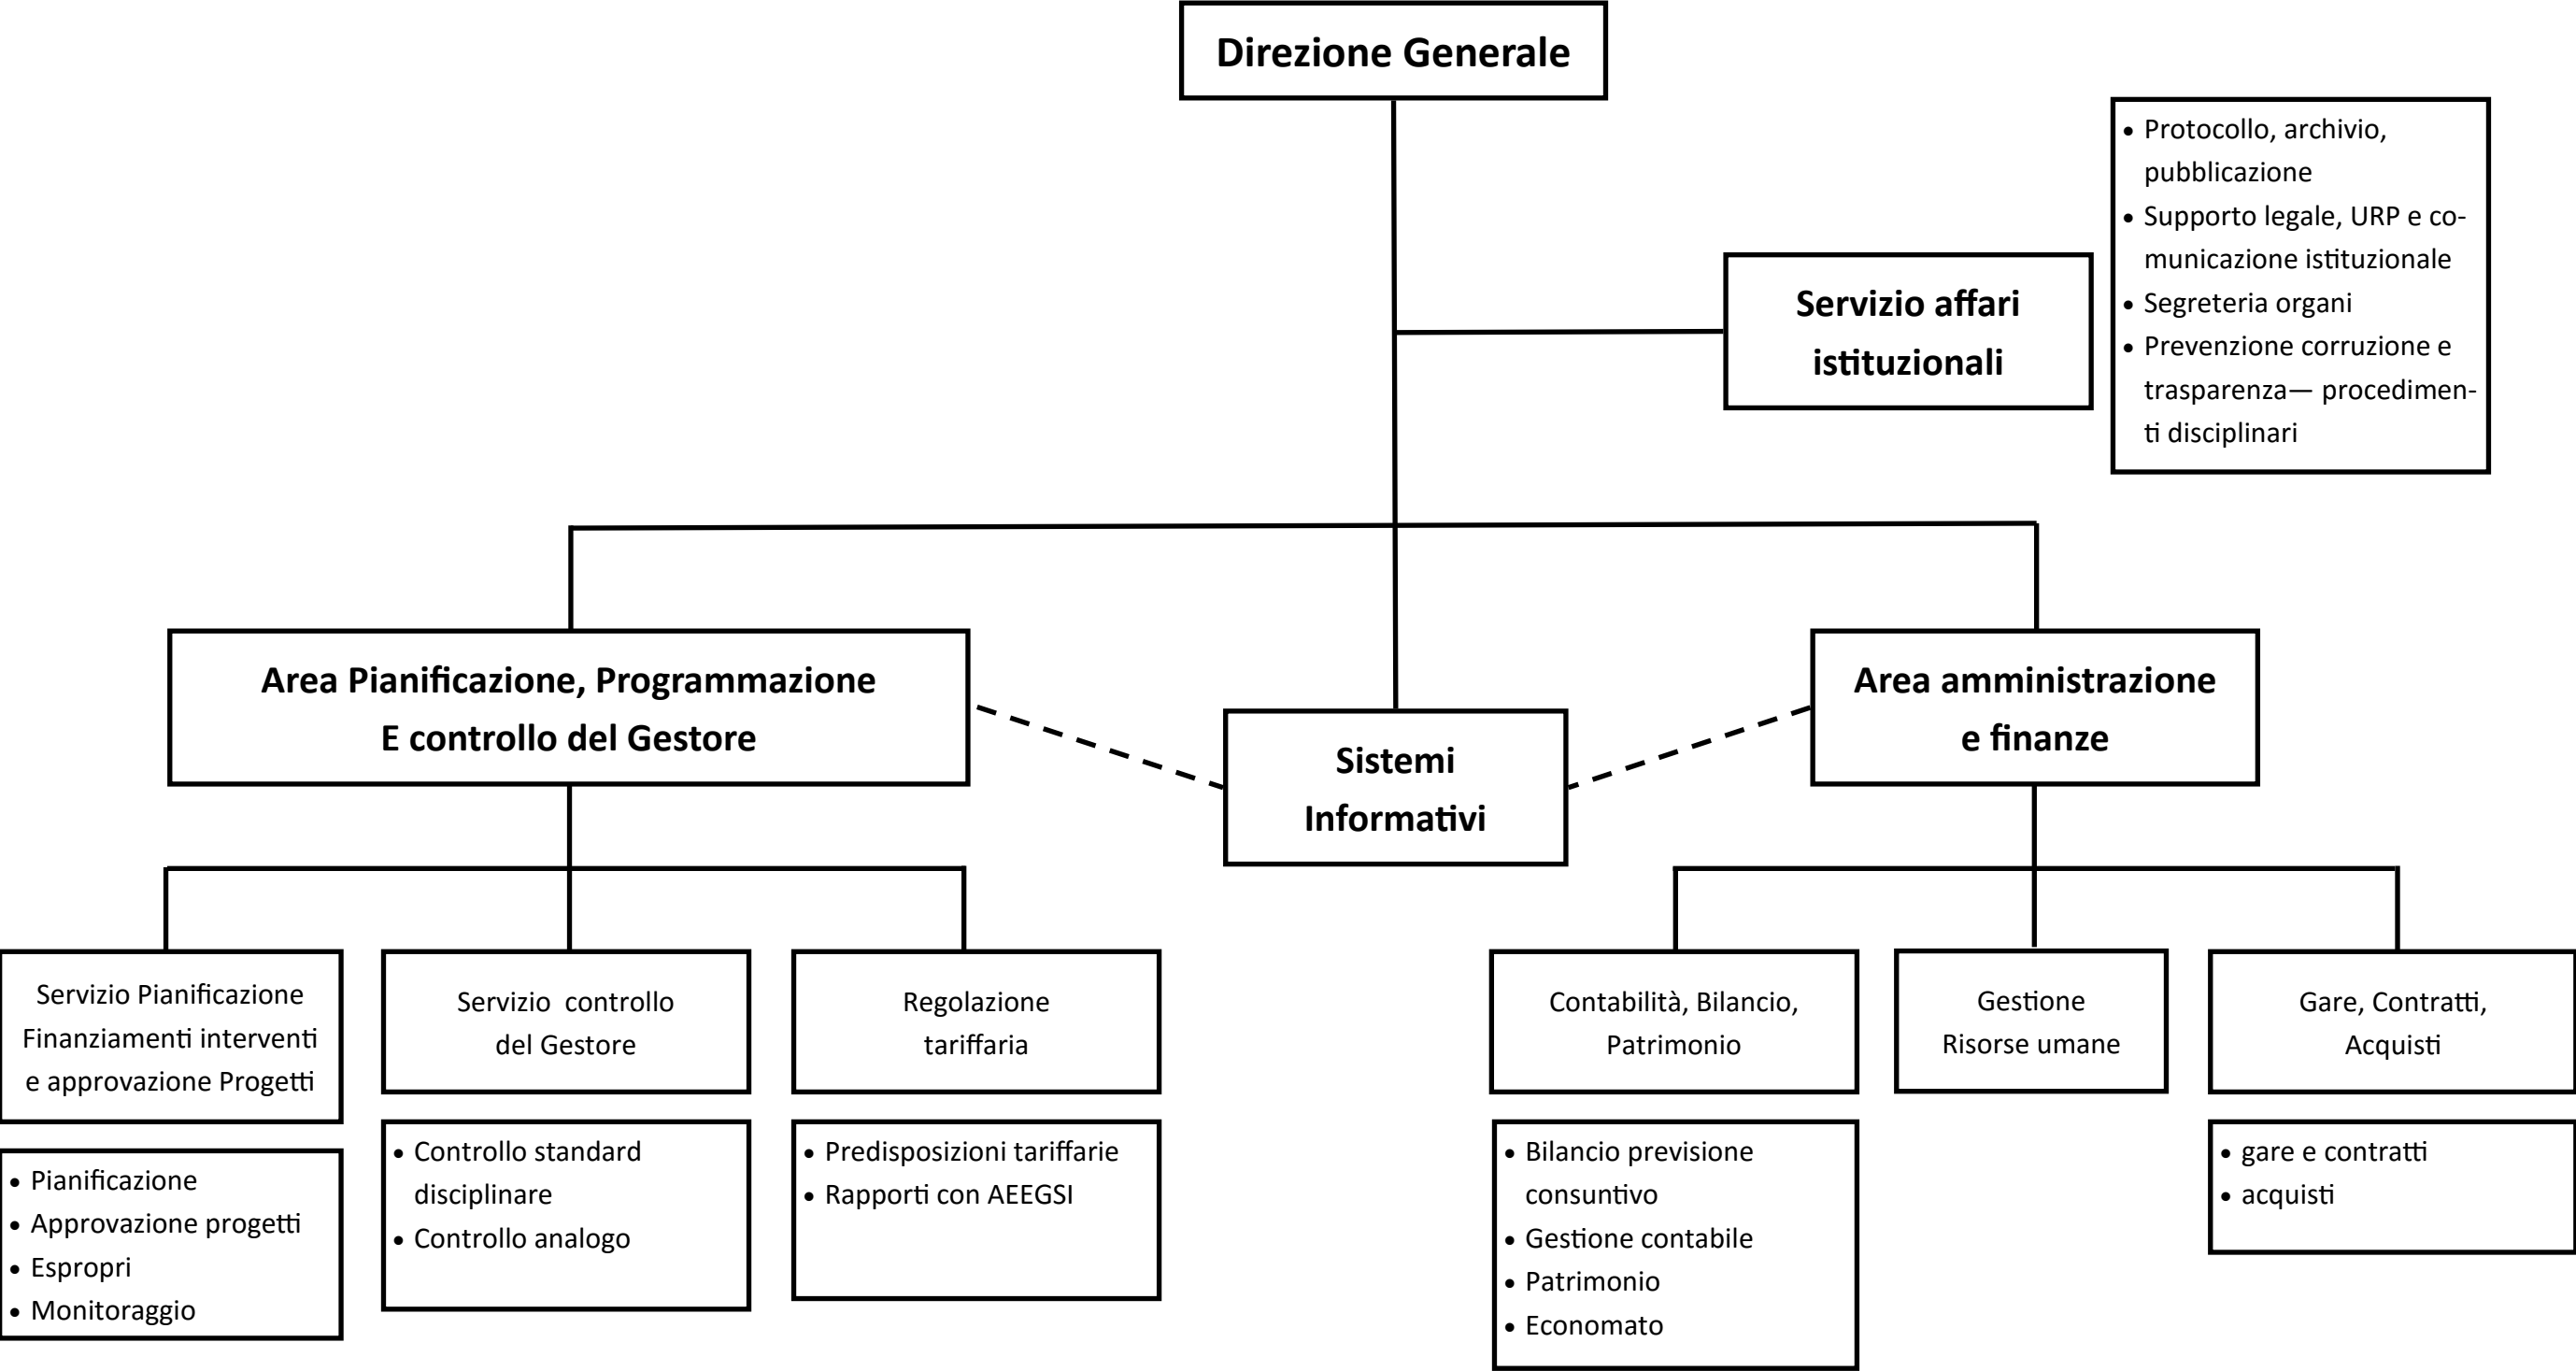 Direzione Generale
• Protocollo, archivio,
pubblicazione
• Supporto legale, URP e co-
municazione istituzionale
• Segreteria organi
• Prevenzione corruzione e
trasparenza— procedimen-
ti disciplinari
Servizio affari
istituzionali
Area Pianificazione, Programmazione
E controllo del Gestore
Sistemi
Informativi
Area amministrazione
e finanze
Servizio Pianificazione
Finanziamenti interventi
e approvazione Progetti
• Pianificazione
• Approvazione progetti
• Espropri
• Monitoraggio
Servizio  controllo
del Gestore
• Controllo standard
disciplinare
• Controllo analogo
Regolazione
tariffaria
• Predisposizioni tariffarie
• Rapporti con AEEGSI
Contabilità, Bilancio,
Patrimonio
• Bilancio previsione
consuntivo
• Gestione contabile
• Patrimonio
• Economato
Gestione
Risorse umane
Gare, Contratti,
Acquisti
• gare e contratti
• acquisti